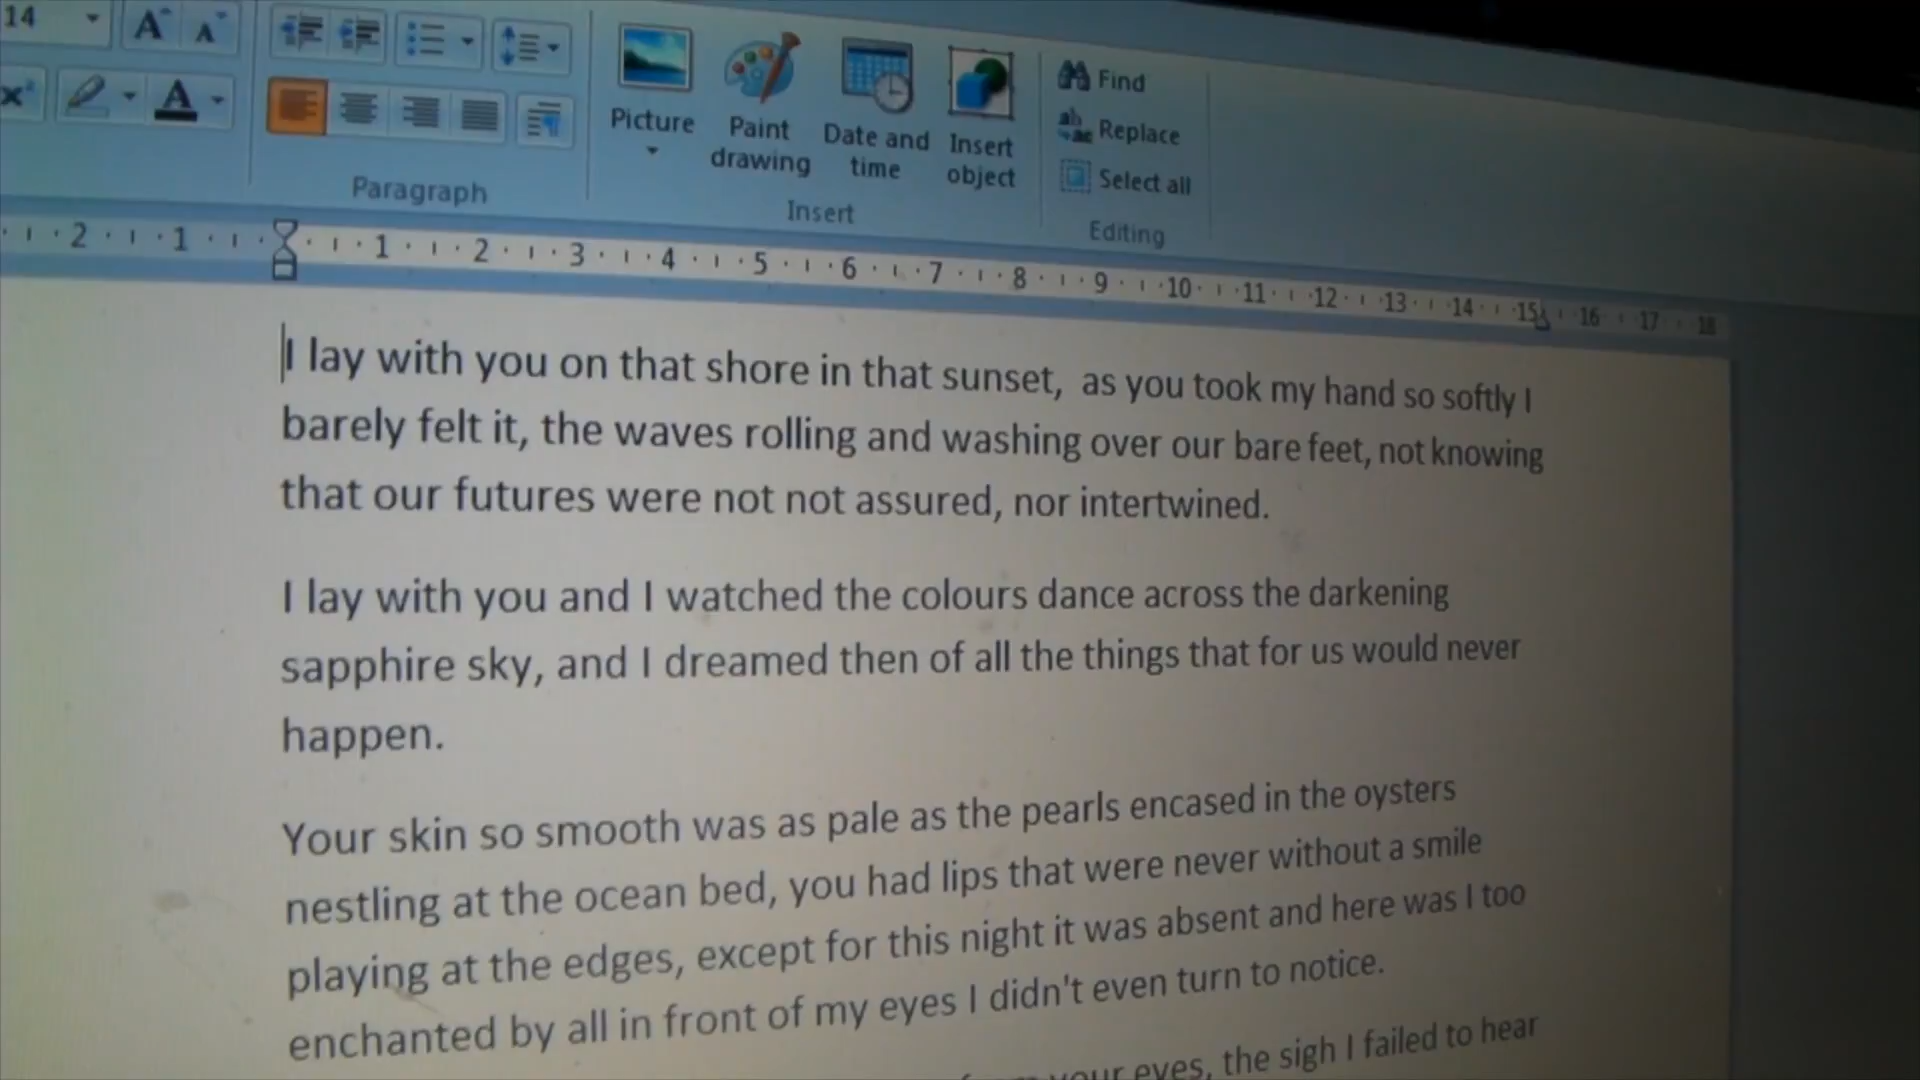 14
A A
x²
A
Picture
Paint drawing
Date and time
Insert object
Find
Replace
Select all
Paragraph
Insert
Editing
2 1 1 2 3 4 5 6 7 8 9 10 11 12 13 14 15 16 17 18
I lay with you on that shore in that sunset, as you took my hand so softly I
barely felt it, the waves rolling and washing over our bare feet, not knowing
that our futures were not not assured, nor intertwined.
I lay with you and I watched the colours dance across the darkening
sapphire sky, and I dreamed then of all the things that for us would never
happen.
Your skin so smooth was as pale as the pearls encased in the oysters
nestling at the ocean bed, you had lips that were never without a smile
playing at the edges, except for this night it was absent and here was I too
enchanted by all in front of my eyes I didn't even turn to notice.
your eyes, the sigh I failed to hear